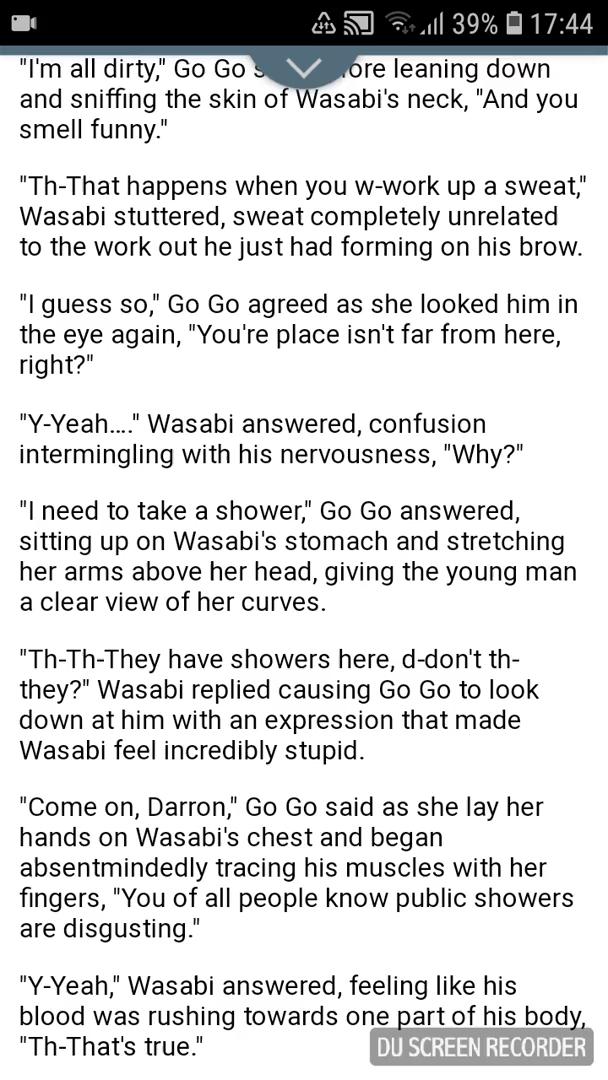 39% 17:44
"I'm all dirty," Go Go leaning down
and sniffing the skin of Wasabi's neck, "And you
smell funny."
"Th-That happens when you w-work up a sweat,"
Wasabi stuttered, sweat completely unrelated
to the work out he just had forming on his brow.
"I guess so," Go Go agreed as she looked him in
the eye again, "You're place isn't far from here,
right?"
"Y-Yeah...." Wasabi answered, confusion
intermingling with his nervousness, "Why?"
"I need to take a shower," Go Go answered,
sitting up on Wasabi's stomach and stretching
her arms above her head, giving the young man
a clear view of her curves.
"Th-Th-They have showers here, d-don't th-
they?" Wasabi replied causing Go Go to look
down at him with an expression that made
Wasabi feel incredibly stupid.
"Come on, Darron," Go Go said as she lay her
hands on Wasabi's chest and began
absentmindedly tracing his muscles with her
fingers, "You of all people know public showers
are disgusting."
"Y-Yeah," Wasabi answered, feeling like his
blood was rushing towards one part of his body,
"Th-That's true."
DU SCREEN RECORDER